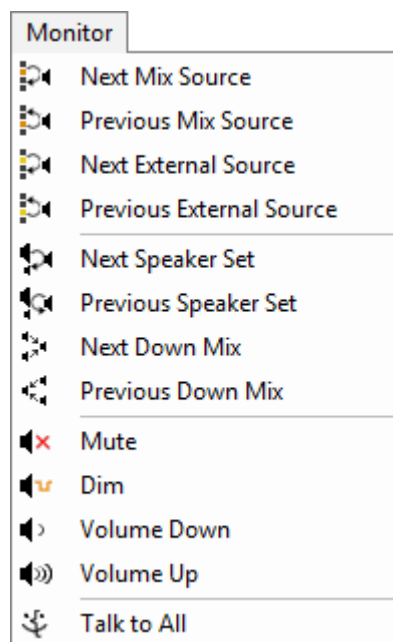 Monitor
Next Mix Source
Previous Mix Source
Next External Source
Previous External Source
Next Speaker Set
Previous Speaker Set
Next Down Mix
Previous Down Mix
Mute
Dim
Volume Down
Volume Up
Talk to All